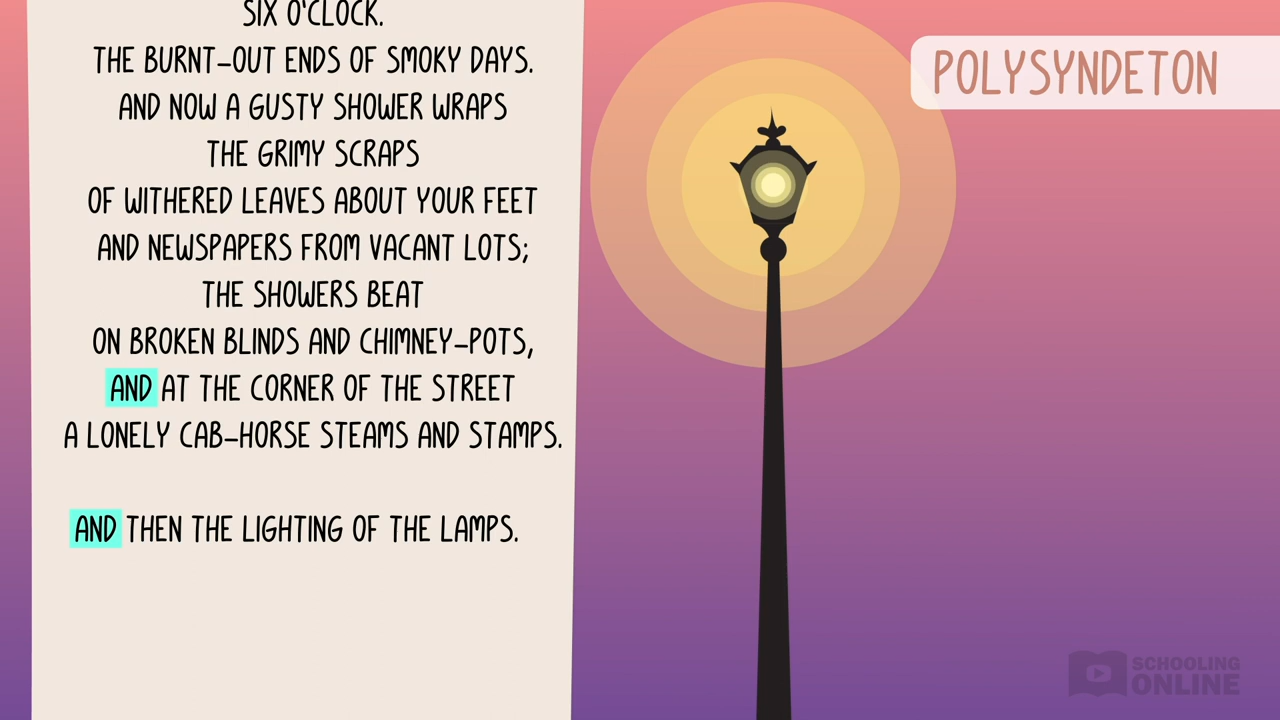 SIX O'CLOCK.
THE BURNT-OUT ENDS OF SMOKY DAYS.
AND NOW A GUSTY SHOWER WRAPS
THE GRIMY SCRAPS
OF WITHERED LEAVES ABOUT YOUR FEET
AND NEWSPAPERS FROM VACANT LOTS;
THE SHOWERS BEAT
ON BROKEN BLINDS AND CHIMNEY-POTS,
AND AT THE CORNER OF THE STREET
A LONELY CAB-HORSE STEAMS AND STAMPS.
AND THEN THE LIGHTING OF THE LAMPS.
POLYSYNDETON
SCHOOLING
ONLINE